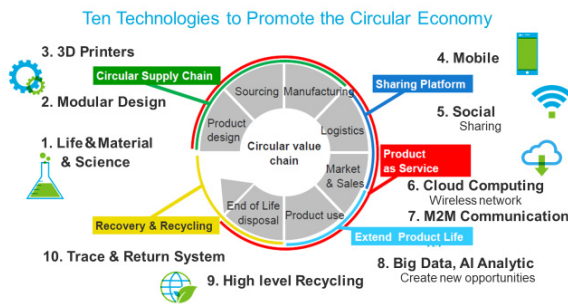 Ten Technologies to Promote the Circular Economy
3. 3D Printers
4. Mobile
Circular Supply Chain
Sourcing
Manufacturing
Sharing Platform
2. Modular Design
5. Social
Sharing
Product
design
Logistics
1. Life & Material
& Science
Circular value
chain
Product
as Service
Market
& Sales
6. Cloud Computing
Wireless network
End of Life
disposal
Product use
7. M2M Communication
Recovery & Recycling
Extend Product Life
10. Trace & Return System
8. Big Data, AI Analytic
Create new opportunities
9. High level Recycling